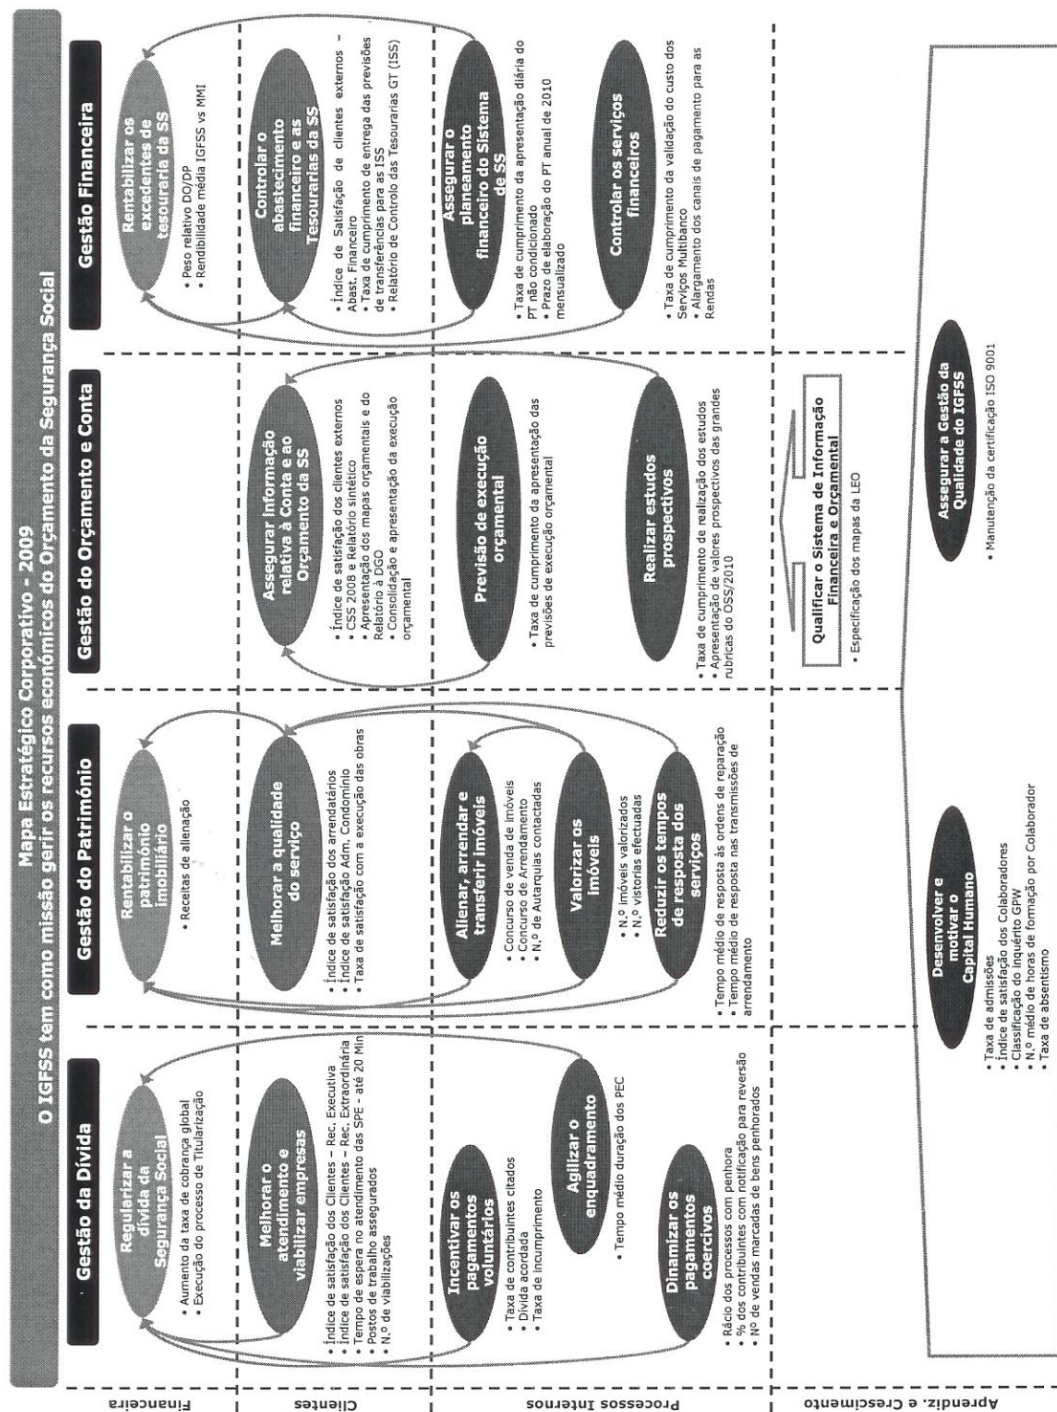 Mapa Estratégico Corporativo - 2009
O IGFSS tem como missão gerir os recursos económicos do Orçamento da Segurança Social
Gestão da Dívida
Gestão do Património
Gestão do Orçamento e Conta
Gestão Financeira
Financeira
Regularizar a
dívida da
Segurança Social
• Aumento da taxa de cobrança global
• Execução do processo de Titularização
Rentabilizar o
património
imobiliário
• Receitas de alienação
Rentabilizar os
excedentes de
tesouraria da SS
• Peso relativo DO/DP
• Rendibilidade média IGFSS vs MMI
Clientes
Melhorar o
atendimento e
viabilizar empresas
• Índice de satisfação dos Clientes – Rec. Executiva
• Índice de satisfação dos Clientes – Rec. Extraordinária
• Tempo de espera no atendimento das SPE - até 20 Min
• Postos de trabalho assegurados
• N.º de viabilizações
Melhorar a qualidade
do serviço
• Índice de satisfação dos arrendatários
• Índice de satisfação Adm. Condomínio
• Taxa de satisfação com a execução das obras
Assegurar informação
relativa à Conta e ao
Orçamento da SS
• Índice de satisfação dos clientes externos
• CSS 2008 e Relatório sintético
• Apresentação dos mapas orçamentais e do
Relatório à DGO
• Consolidação e apresentação da execução
orçamental
Controlar o
abastecimento
financeiro e as
Tesourarias da SS
• Índice de Satisfação de clientes externos –
Abast. Financeiro
• Taxa de cumprimento de entrega das previsões
de transferências para as ISS
• Relatório de Controlo das Tesourarias GT (ISS)
Processos Internos
Incentivar os
pagamentos
voluntários
• Taxa de contribuintes citados
• Dívida acordada
• Taxa de incumprimento
Agilizar o
enquadramento
• Tempo médio duração dos PEC
Dinamizar os
pagamentos
coercivos
• Rácio dos processos com penhora
• % dos contribuintes com notificação para reversão
• Nº de vendas marcadas de bens penhorados
Alienar, arrendar e
transferir imóveis
• Concurso de venda de Imóveis
• Concurso de Arrendamento
• N.º de Autarquias contactadas
Valorizar os
imóveis
• N.º imóveis valorizados
• N.º vistorias efectuadas
Reduzir os tempos
de resposta dos
serviços
• Tempo médio de resposta às ordens de reparação
• Tempo médio de resposta nas transmissões de
arrendamento
Previsão de execução
orçamental
• Taxa de cumprimento da apresentação das
previsões de execução orçamental
Realizar estudos
prospectivos
• Taxa de cumprimento de realização dos estudos
• Apresentação de valores prospectivos das grandes
rubricas do OSS/2010
Assegurar o
planeamento
financeiro do Sistema
de SS
• Taxa de cumprimento da apresentação diária do
PT não condicionado
• Prazo de elaboração do PT anual de 2010
mensualizado
Controlar os serviços
financeiros
• Taxa de cumprimento da validação do custo dos
Serviços Multibanco
• Alargamento dos canais de pagamento para as
Rendas
Aprendiz. e Crescimento
Qualificar o Sistema de Informação
Financeira e Orçamental
• Especificação dos mapas da LEO
Desenvolver e
motivar o
Capital Humano
• Taxa de admissões
• Índice de satisfação dos Colaboradores
• Classificação do inquérito GPW
• N.º médio de horas de formação por Colaborador
• Taxa de absentismo
Assegurar a Gestão da
Qualidade do IGFSS
• Manutenção da certificação ISO 9001